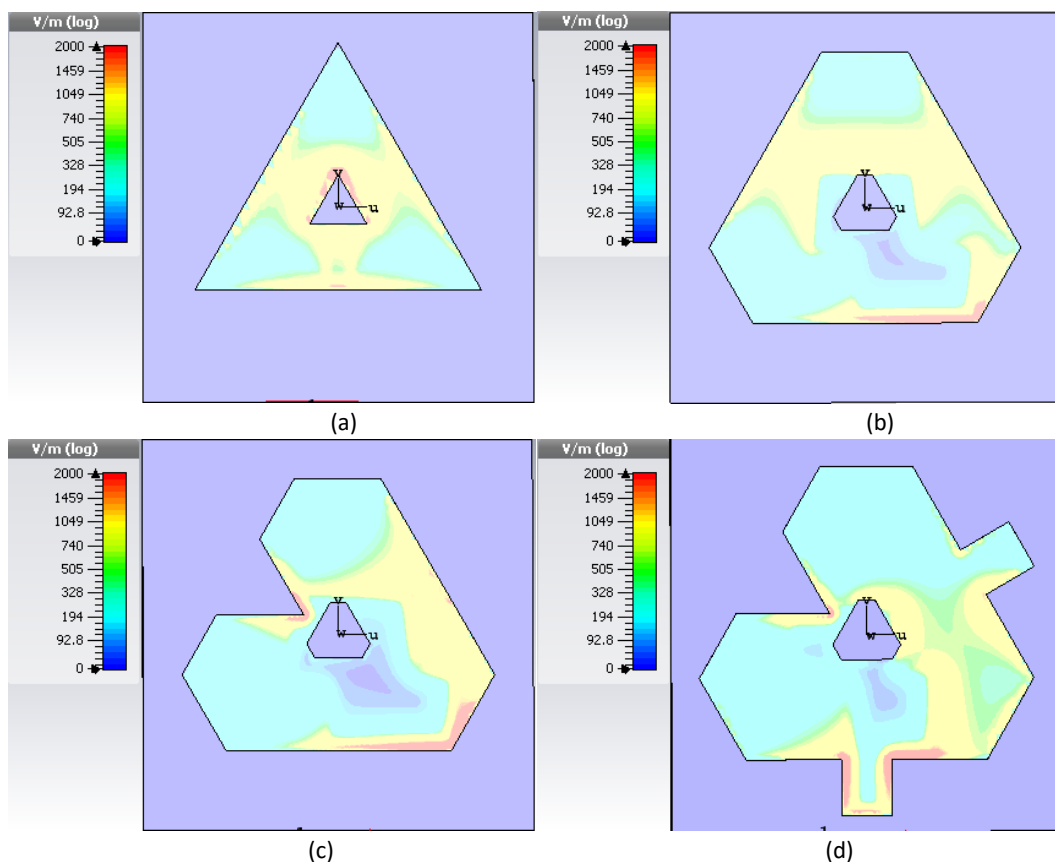 V/m (log)
2000
1459
1049
740
505
328
194
92.8
0
v
w
u
(a)
V/m (log)
2000
1459
1049
740
505
328
194
92.8
0
v
w
u
(b)
V/m (log)
2000
1459
1049
740
505
328
194
92.8
0
v
w
u
(c)
V/m (log)
2000
1459
1049
740
505
328
194
92.8
0
v
w
u
(d)